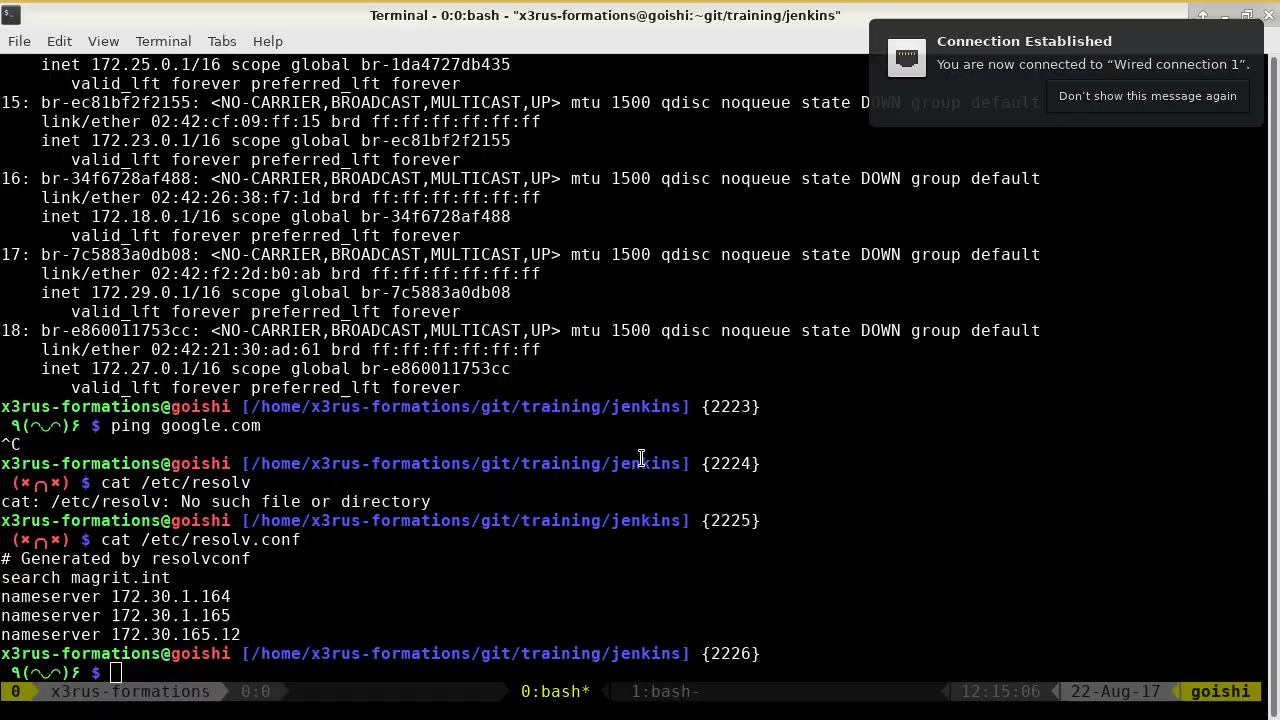 Terminal - 0:0:bash - "x3rus-formations@goishi:~git/training/jenkins"
File Edit View Terminal Tabs Help
Connection Established
You are now connected to “Wired connection 1”.
Don’t show this message again
inet 172.25.0.1/16 scope global br-1da4727db435
valid_lft forever preferred_lft forever
15: br-ec81bf2f2155: <NO-CARRIER,BROADCAST,MULTICAST,UP> mtu 1500 qdisc noqueue state DOWN group default
link/ether 02:42:cf:09:ff:15 brd ff:ff:ff:ff:ff:ff
inet 172.23.0.1/16 scope global br-ec81bf2f2155
valid_lft forever preferred_lft forever
16: br-34f6728af488: <NO-CARRIER,BROADCAST,MULTICAST,UP> mtu 1500 qdisc noqueue state DOWN group default
link/ether 02:42:26:38:f7:1d brd ff:ff:ff:ff:ff:ff
inet 172.18.0.1/16 scope global br-34f6728af488
valid_lft forever preferred_lft forever
17: br-7c5883a0db08: <NO-CARRIER,BROADCAST,MULTICAST,UP> mtu 1500 qdisc noqueue state DOWN group default
link/ether 02:42:f2:2d:b0:ab brd ff:ff:ff:ff:ff:ff
inet 172.29.0.1/16 scope global br-7c5883a0db08
valid_lft forever preferred_lft forever
18: br-e860011753cc: <NO-CARRIER,BROADCAST,MULTICAST,UP> mtu 1500 qdisc noqueue state DOWN group default
link/ether 02:42:21:30:ad:61 brd ff:ff:ff:ff:ff:ff
inet 172.27.0.1/16 scope global br-e860011753cc
valid_lft forever preferred_lft forever
x3rus-formations@goishi [/home/x3rus-formations/git/training/jenkins] {2223}
٩(◠◡◠)۶ $ ping google.com
^C
x3rus-formations@goishi [/home/x3rus-formations/git/training/jenkins] {2224}
(✖╭╮✖) $ cat /etc/resolv
cat: /etc/resolv: No such file or directory
x3rus-formations@goishi [/home/x3rus-formations/git/training/jenkins] {2225}
(✖╭╮✖) $ cat /etc/resolv.conf
# Generated by resolvconf
search magrit.int
nameserver 172.30.1.164
nameserver 172.30.1.165
nameserver 172.30.165.12
x3rus-formations@goishi [/home/x3rus-formations/git/training/jenkins] {2226}
٩(◠◡◠)۶ $
0 x3rus-formations 0:0 0:bash* 1:bash- 12:15:06 22-Aug-17 goishi